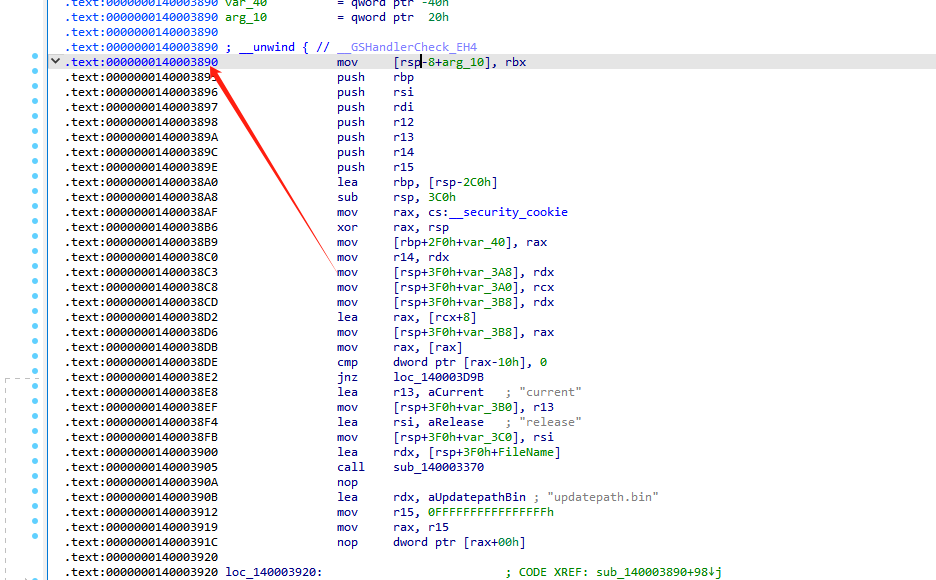 .text:0000000140003890 var_40 = qword ptr -40h
.text:0000000140003890 arg_10 = qword ptr 20h
.text:0000000140003890
.text:0000000140003890 ; __unwind { // __GSHandlerCheck_EH4
.text:0000000140003890 mov [rsp-8+arg_10], rbx
.text:0000000140003895 push rbp
.text:0000000140003896 push rsi
.text:0000000140003897 push rdi
.text:0000000140003898 push r12
.text:000000014000389A push r13
.text:000000014000389C push r14
.text:000000014000389E push r15
.text:00000001400038A0 lea rbp, [rsp-2C0h]
.text:00000001400038A8 sub rsp, 3C0h
.text:00000001400038AF mov rax, cs:__security_cookie
.text:00000001400038B6 xor rax, rsp
.text:00000001400038B9 mov [rbp+2F0h+var_40], rax
.text:00000001400038C0 mov r14, rdx
.text:00000001400038C3 mov [rsp+3F0h+var_3A8], rdx
.text:00000001400038C8 mov [rsp+3F0h+var_3A0], rcx
.text:00000001400038CD mov [rsp+3F0h+var_3B8], rdx
.text:00000001400038D2 lea rax, [rcx+8]
.text:00000001400038D6 mov [rsp+3F0h+var_3B8], rax
.text:00000001400038DB mov rax, [rax]
.text:00000001400038DE cmp dword ptr [rax-10h], 0
.text:00000001400038E2 jnz loc_140003D9B
.text:00000001400038E8 lea r13, aCurrent ; "current"
.text:00000001400038EF mov [rsp+3F0h+var_3B0], r13
.text:00000001400038F4 lea rsi, aRelease ; "release"
.text:00000001400038FB mov [rsp+3F0h+var_3C0], rsi
.text:0000000140003900 lea rdx, [rsp+3F0h+FileName]
.text:0000000140003905 call sub_140003370
.text:000000014000390A nop
.text:000000014000390B lea rdx, aUpdatepathBin ; "updatepath.bin"
.text:0000000140003912 mov r15, 0FFFFFFFFFFFFFFFFh
.text:0000000140003919 mov rax, r15
.text:000000014000391C nop dword ptr [rax+00h]
.text:0000000140003920
.text:0000000140003920 loc_140003920: ; CODE XREF: sub_140003890+98↓j